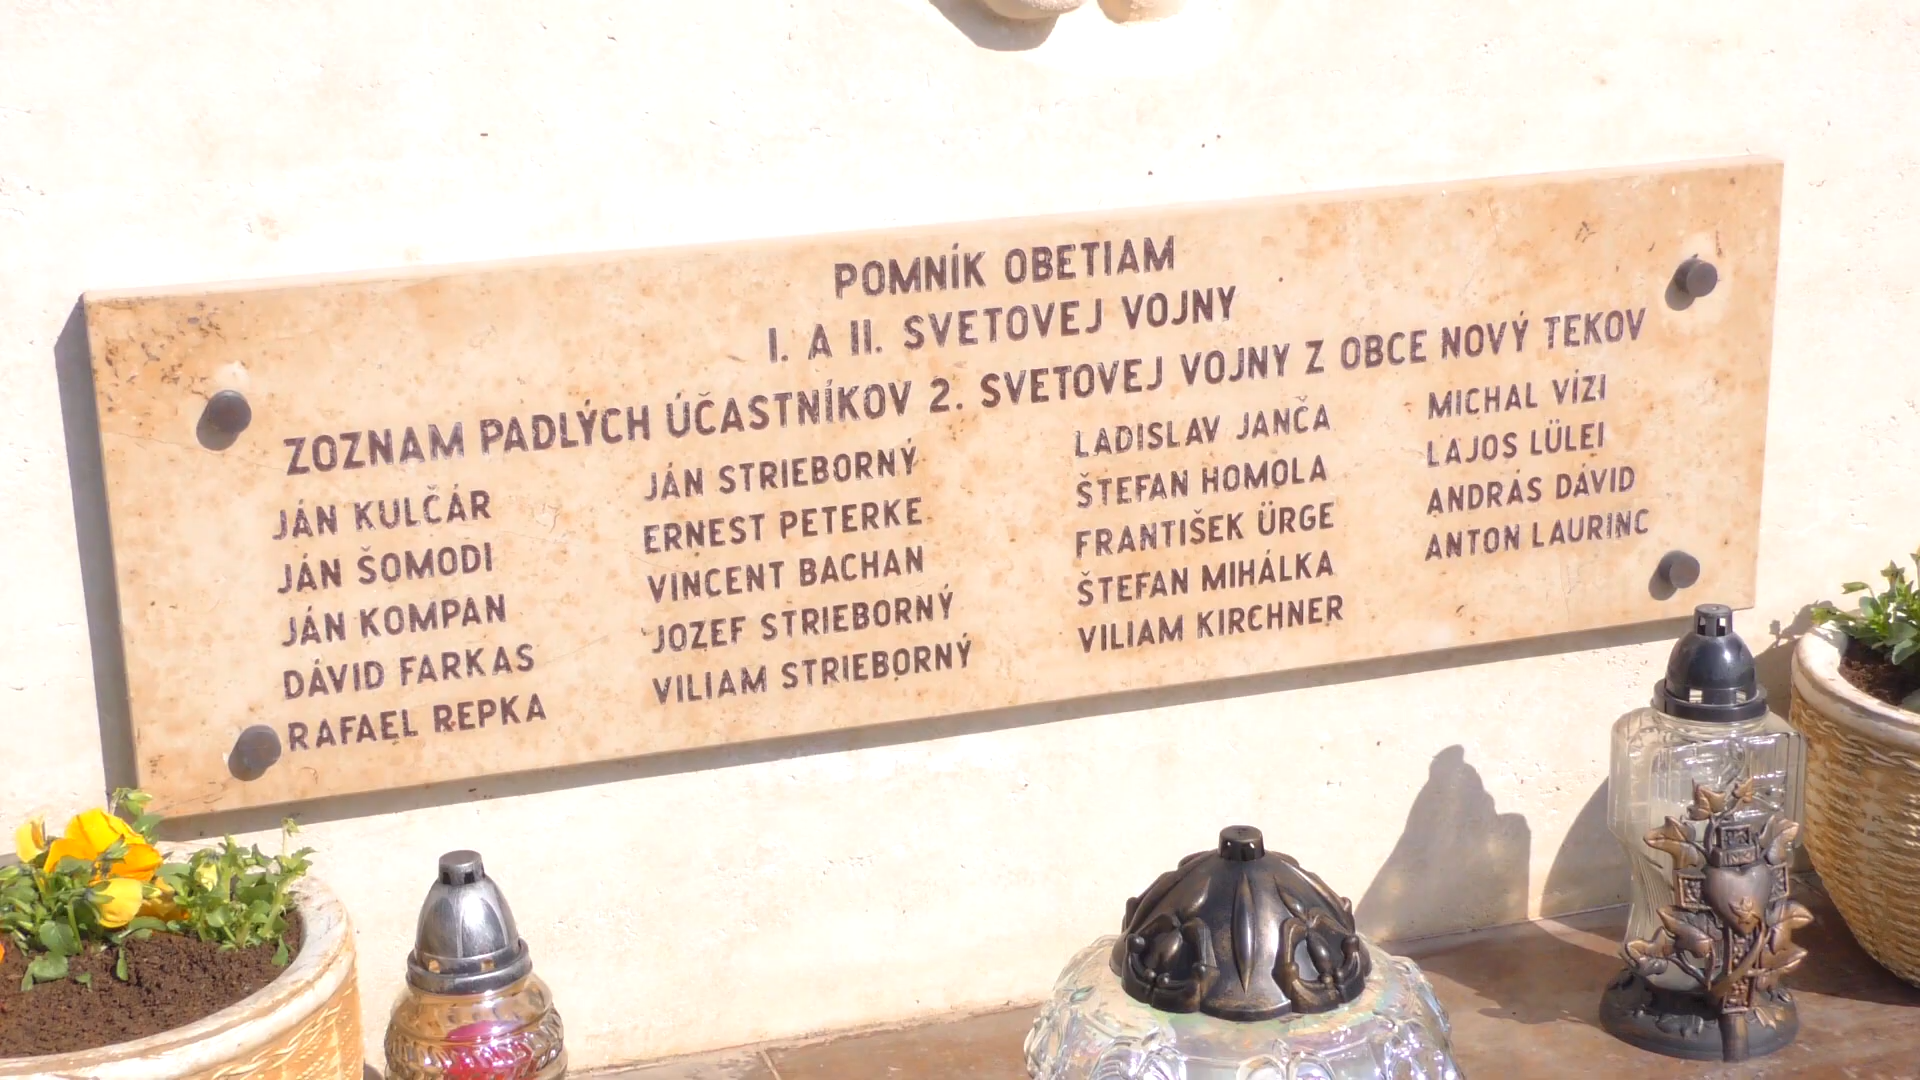 POMNÍK OBETIAM
I. A II. SVETOVEJ VOJNY
ZOZNAM PADLÝCH ÚČASTNÍKOV 2. SVETOVEJ VOJNY Z OBCE NOVÝ TEKOV
JÁN KULČÁR
JÁN ŠOMODI
JÁN KOMPAN
DÁVID FARKAS
RAFAEL REPKA
JÁN STRIEBORNÝ
ERNEST PETERKE
VINCENT BACHAN
JOZEF STRIEBORNÝ
VILIAM STRIEBORNÝ
LADISLAV JANČA
ŠTEFAN HOMOLA
FRANTIŠEK ÜRGE
ŠTEFAN MIHÁLKA
VILIAM KIRCHNER
MICHAL VÍZI
LAJOS LÜLEI
ANDRÁS DÁVID
ANTON LAURINC